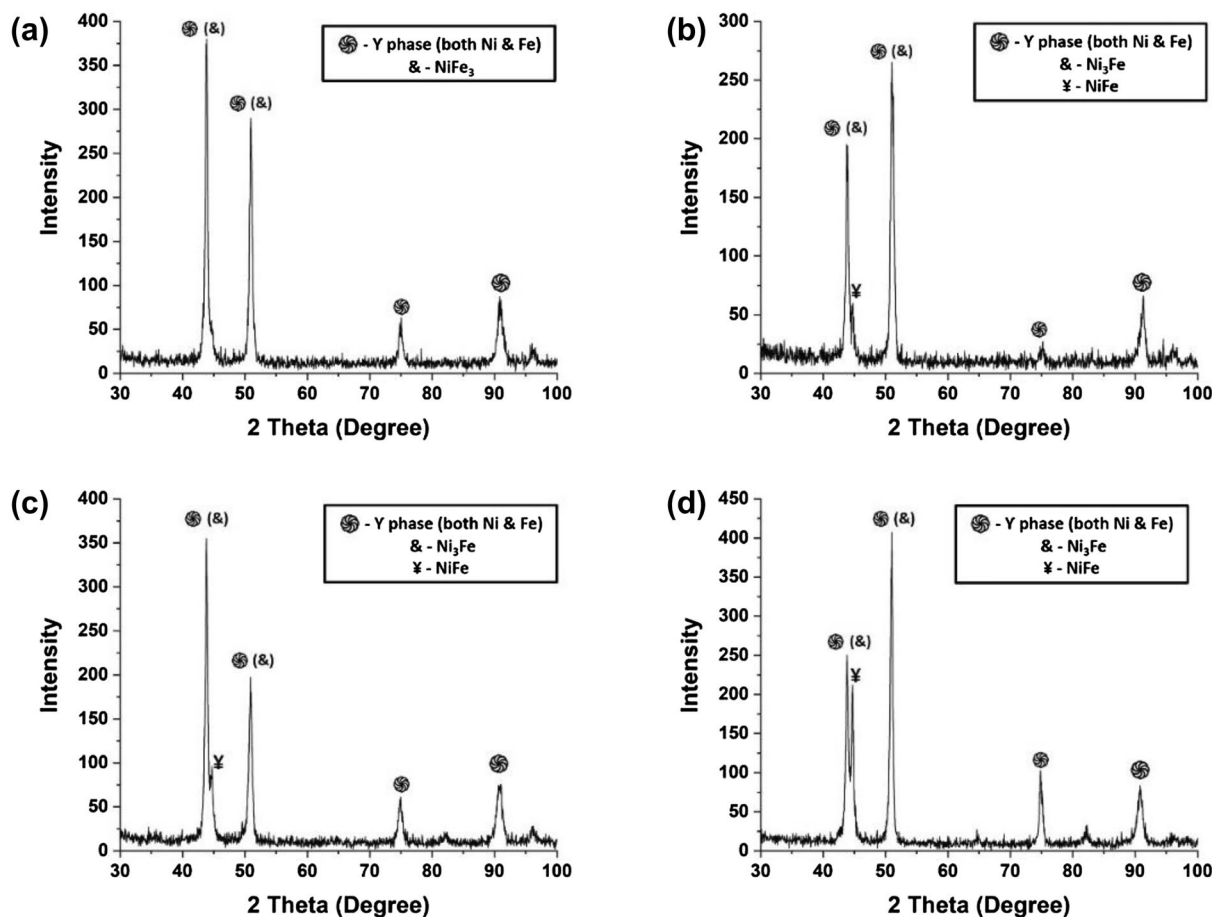 (a)
400
350
300
250
200
150
100
50
0
Intensity
(&)
(&)
- Y phase (both Ni & Fe)
& - NiFe₃
30 40 50 60 70 80 90 100
2 Theta (Degree)
(b)
300
250
200
150
100
50
0
Intensity
(&)
(&)
¥
- Y phase (both Ni & Fe)
& - Ni₃Fe
¥ - NiFe
30 40 50 60 70 80 90 100
2 Theta (Degree)
(c)
400
350
300
250
200
150
100
50
0
Intensity
(&)
¥
(&)
- Y phase (both Ni & Fe)
& - Ni₃Fe
¥ - NiFe
30 40 50 60 70 80 90 100
2 Theta (Degree)
(d)
450
400
350
300
250
200
150
100
50
0
Intensity
(&)
(&)
¥
- Y phase (both Ni & Fe)
& - Ni₃Fe
¥ - NiFe
30 40 50 60 70 80 90 100
2 Theta (Degree)